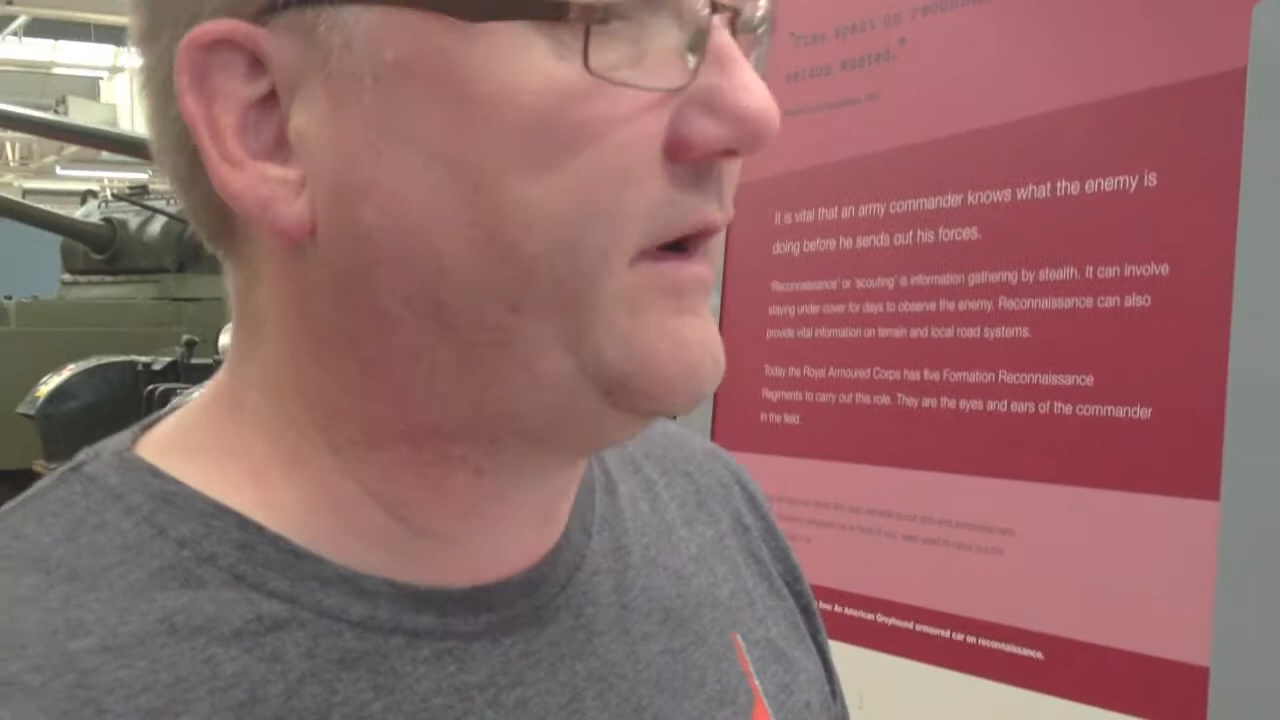 "Time spent on reconn
seldom wasted."
It is vital that an army commander knows what the enemy is
doing before he sends out his forces.
'Reconnaissance' or 'scouting' is information gathering by stealth. It can involve
staying under cover for days to observe the enemy. Reconnaissance can also
provide vital information on terrain and local road systems.
Today the Royal Armoured Corps has five Formation Reconnaissance
Regiments to carry out this role. They are the eyes and ears of the commander
in the field.
An American Greyhound armoured car on reconnaissance.